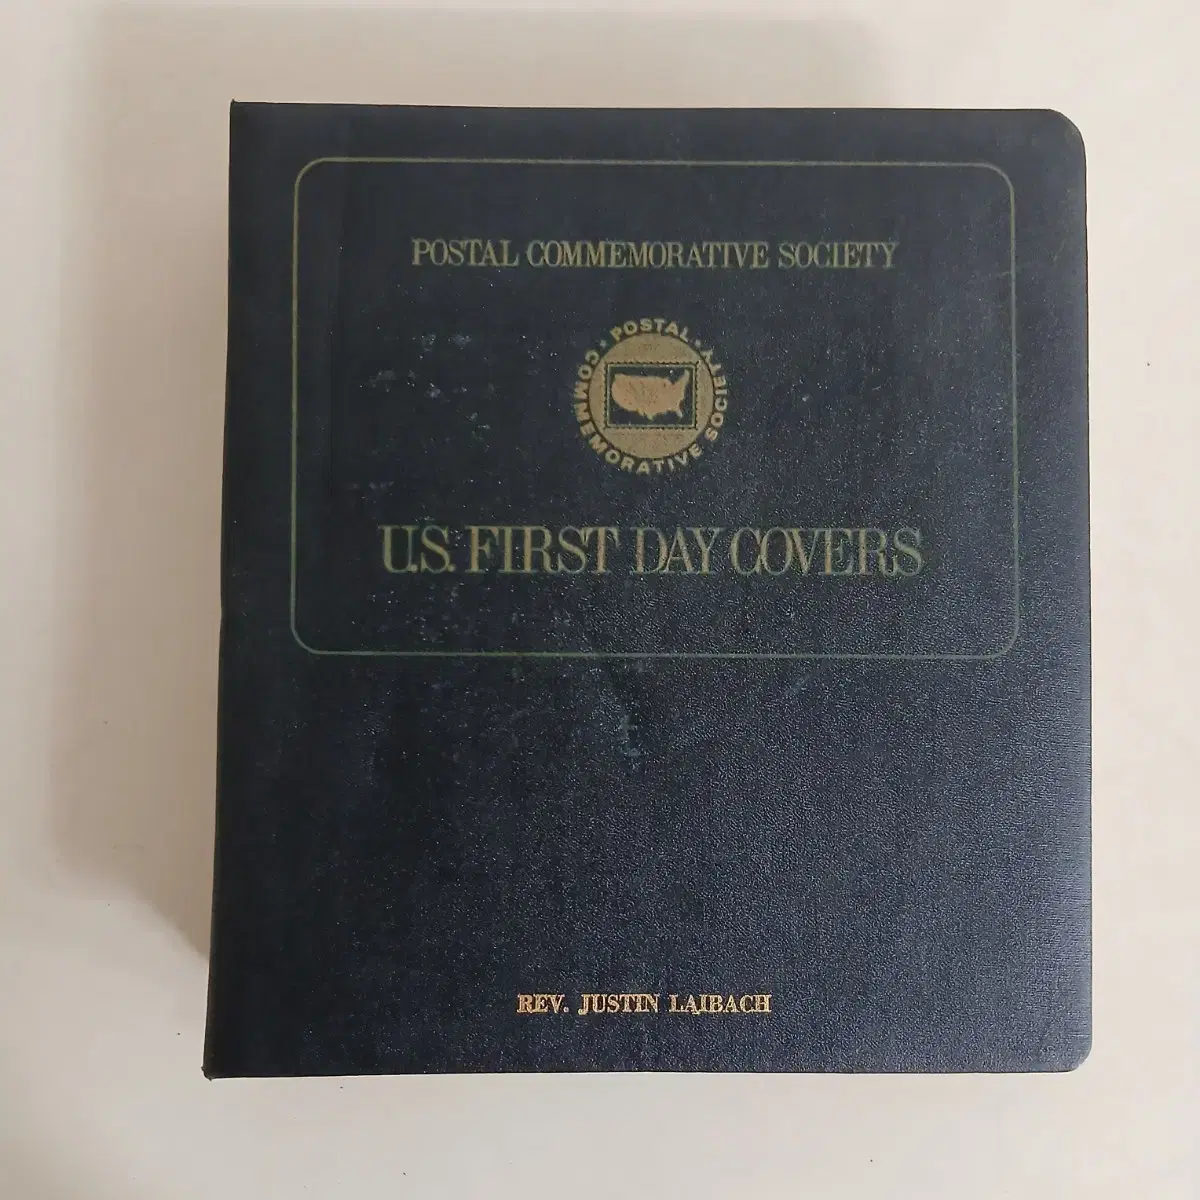 POSTAL COMMEMORATIVE SOCIETY
• POSTAL •
COMMEMORATIVE SOCIETY
U.S. FIRST DAY COVERS
REV. JUSTIN LAIBACH